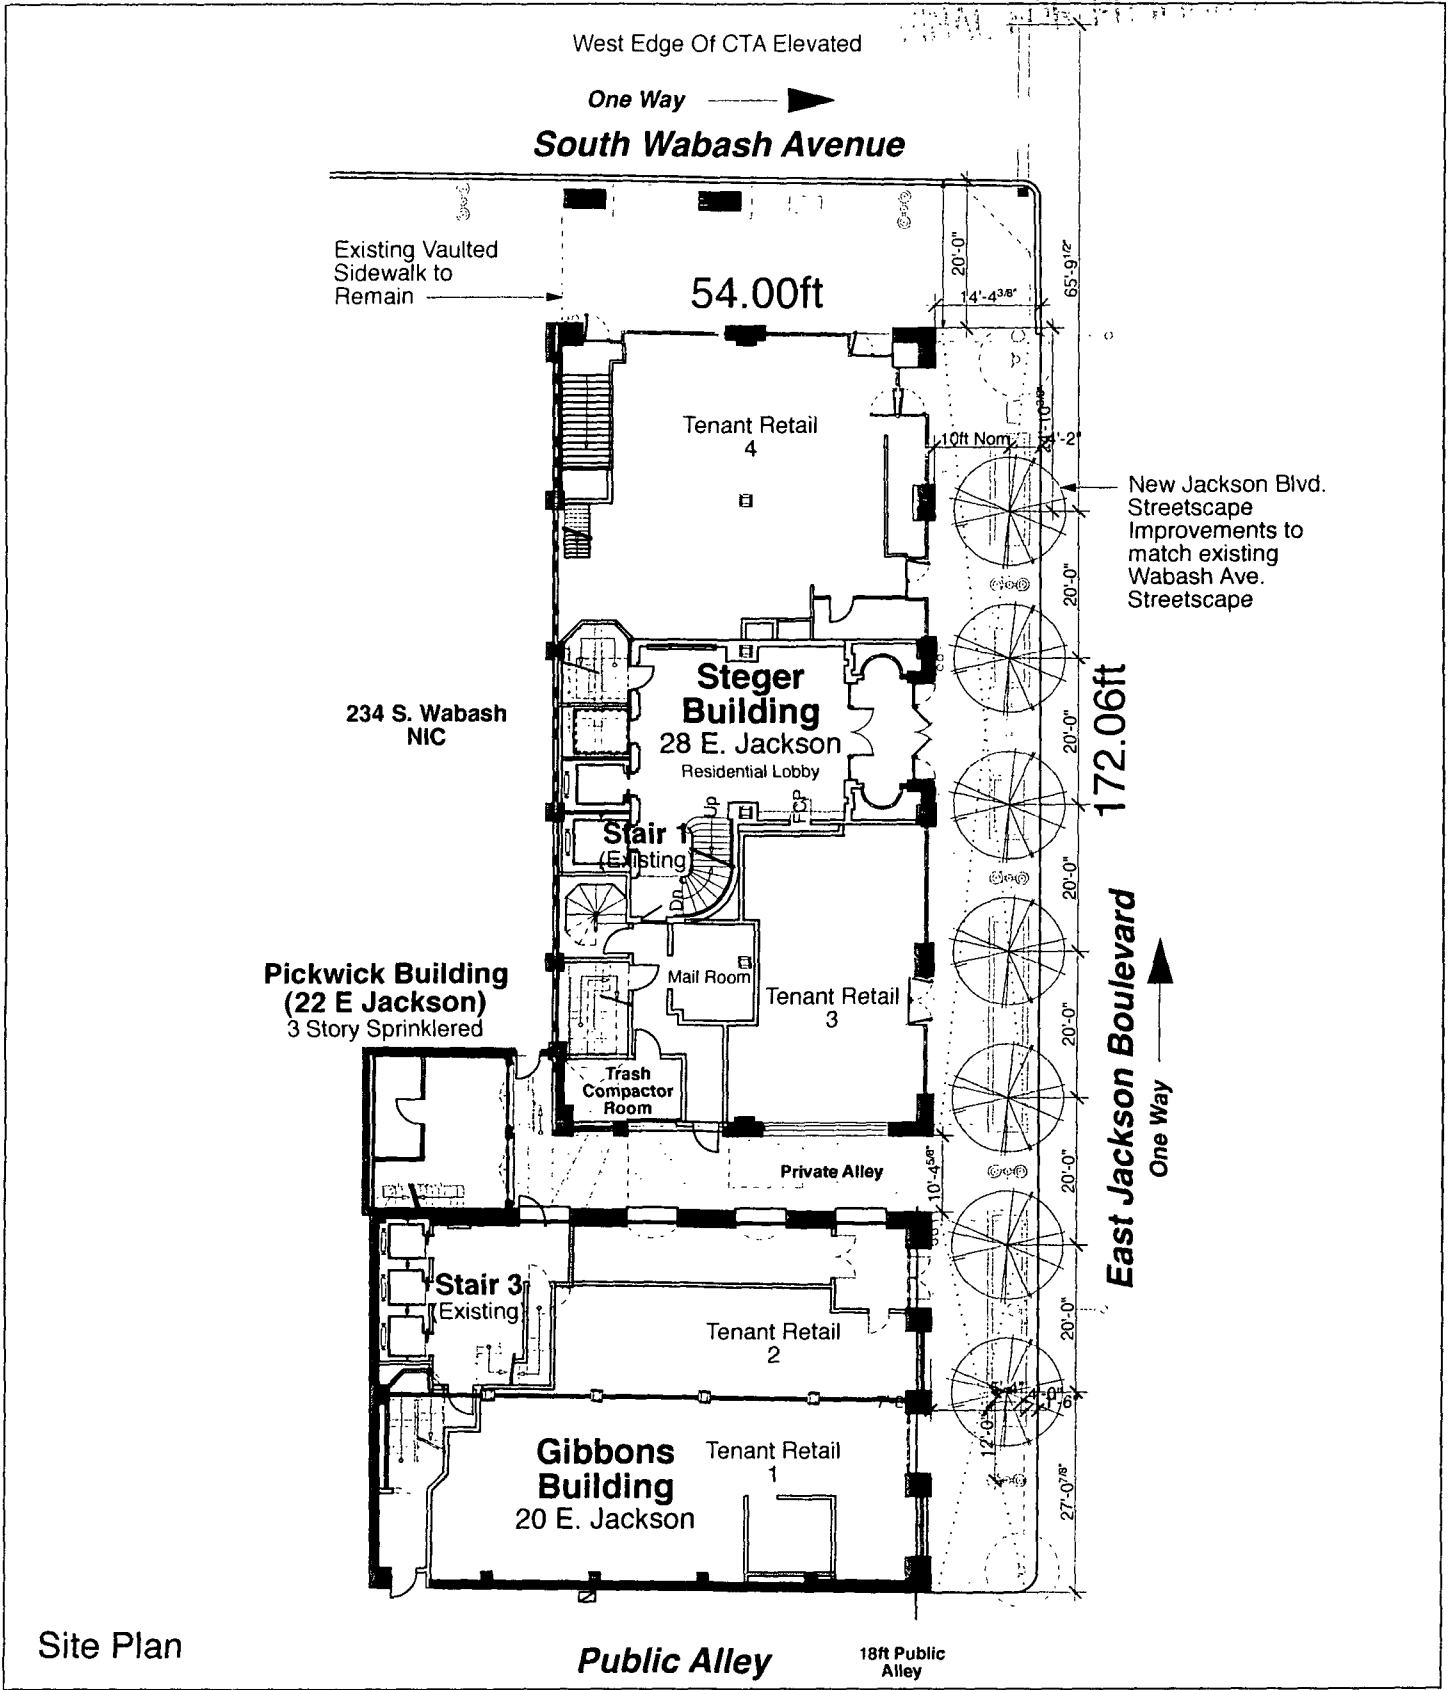 West Edge Of CTA Elevated
One Way
South Wabash Avenue
Existing Vaulted
Sidewalk to
Remain
54.00ft
20'-0"
14'-4 3/8"
65'-9 1/2"
Tenant Retail
4
10ft Nom
New Jackson Blvd.
Streetscape
Improvements to
match existing
Wabash Ave.
Streetscape
20'-0"
Steger
Building
28 E. Jackson
Residential Lobby
234 S. Wabash
NIC
20'-0"
172.06ft
Up
FCP
Stair 1
(Existing)
Dn
20'-0"
Pickwick Building
(22 E Jackson)
3 Story Sprinklered
Mail Room
Tenant Retail
3
20'-0"
East Jackson Boulevard
One Way
Trash
Compactor
Room
Private Alley
10'-4 5/8"
20'-0"
Stair 3
(Existing)
Tenant Retail
2
20'-0"
Gibbons
Building
20 E. Jackson
Tenant Retail
1
12'-0"
27'-0 7/8"
Site Plan
Public Alley
18ft Public
Alley